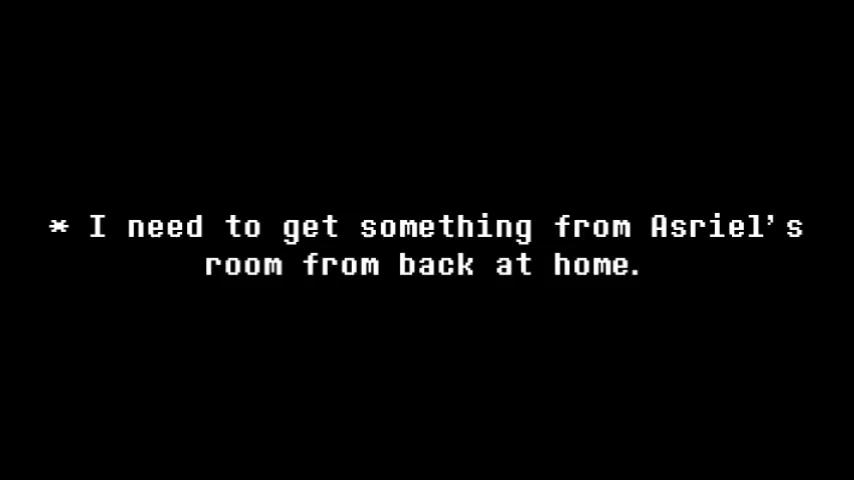 * I need to get something from Asriel's
room from back at home.